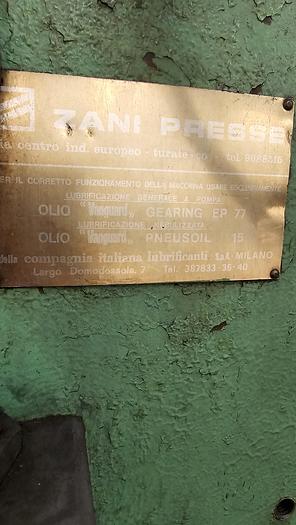 ZANI PRESSE
centro ind. europeo - turate - co - tel. 9688515
PER IL CORRETTO FUNZIONAMENTO DELLA MACCHINA USARE ESCLUSIVAMENTE
LUBRIFICAZIONE GENERALE A POMPA
OLIO "Vanguard" GEARING EP 77
LUBRIFICAZIONE NEBULIZZATA
OLIO "Vanguard" PNEUSOIL 15
della compagnia italiana lubrificanti S.p.A. MILANO
Largo Domodossola, 7 Tel. 387833-36-40